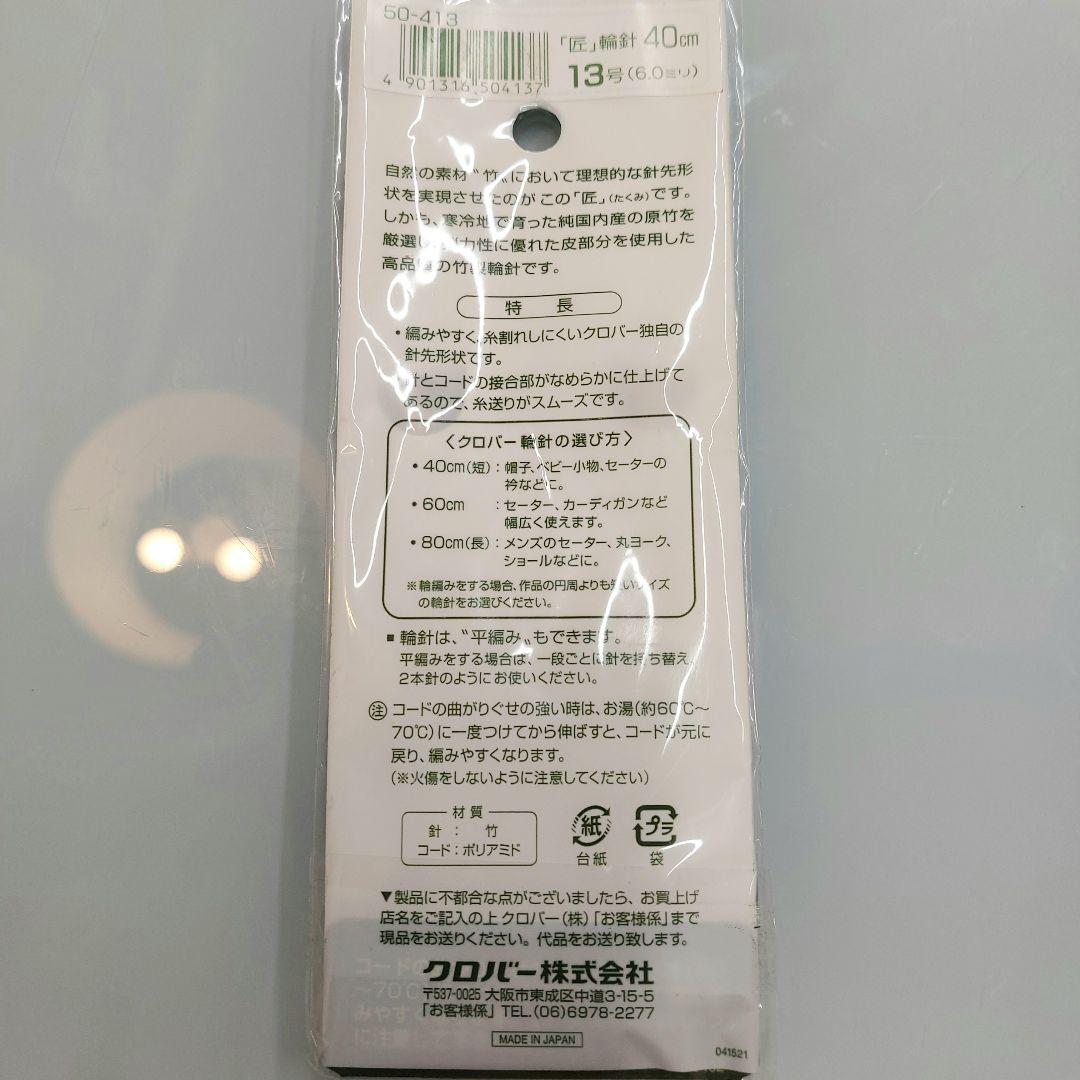 50-413
「匠」輪針 40cm
13号(6.0ミリ)
4 901316 504137
自然の素材〝竹〟において理想的な針先形
状を実現させたのが この「匠」(たくみ)です。
しかも、寒冷地で育った純国内産の原竹を
厳選し、弾力性に優れた皮部分を使用した
高品質の竹製輪針です。
特 長
・編みやすく、糸割れしにくいクロバー独自の
針先形状です。
針とコードの接合部がなめらかに仕上げて
あるので、糸送りがスムーズです。
〈クロバー輪針の選び方〉
・40cm(短):帽子、ベビー小物、セーターの
衿などに。
・60cm :セーター、カーディガンなど
幅広く使えます。
・80cm(長):メンズのセーター、丸ヨーク、
ショールなどに。
※輪編みをする場合、作品の円周よりも短いサイズ
の輪針をお選びください。
■ 輪針は、〝平編み〟もできます。
平編みをする場合は、一段ごとに針を持ち替え、
2本針のようにお使いください。
注 コードの曲がりぐせの強い時は、お湯(約60℃〜
70℃)に一度つけてから伸ばすと、コードが元に
戻り、編みやすくなります。
(※火傷をしないように注意してください)
材質
針 : 竹
コード:ポリアミド
紙
台紙
プラ
袋
▼製品に不都合な点がございましたら、お買上げ
店名をご記入の上クロバー(株)「お客様係」まで
現品をお送りください。代品をお送り致します。
クロバー株式会社
〒537-0025 大阪市東成区中道3-15-5
「お客様係」TEL.(06)6978-2277
MADE IN JAPAN
041521